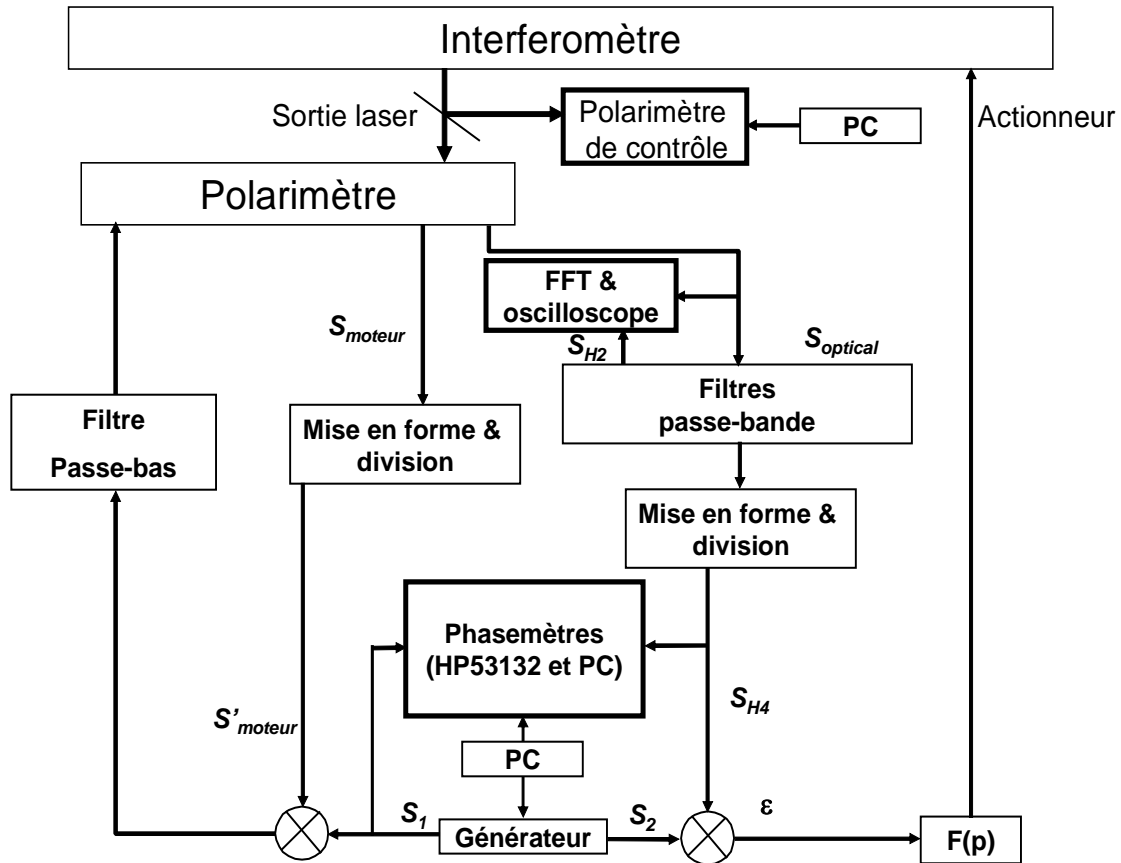 Interferomètre
Sortie laser
Polarimètre
de contrôle
PC
Actionneur
Polarimètre
FFT &
oscilloscope
S_moteur
S_H2
S_optical
Filtre
Passe-bas
Mise en forme &
division
Filtres
passe-bande
Mise en forme &
division
Phasemètres
(HP53132 et PC)
S_H4
S'_moteur
PC
S_1
Générateur
S_2
ε
F(p)